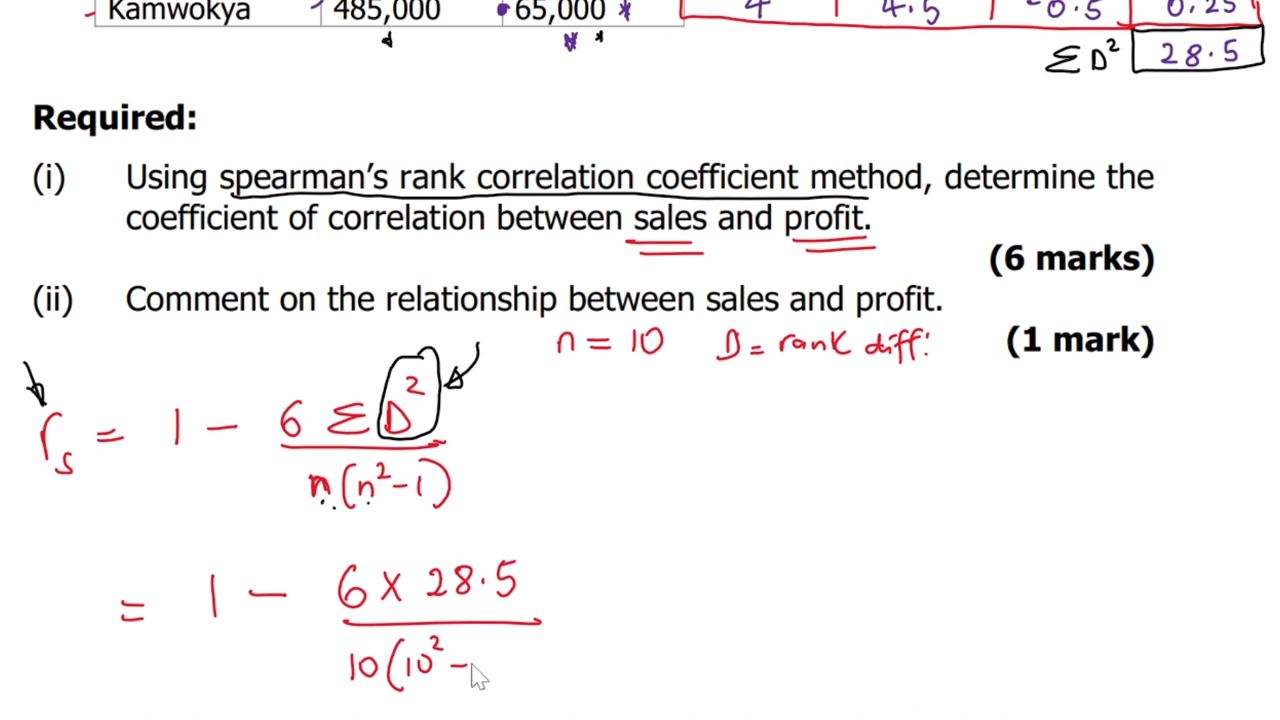 Kamwokya 485,000 65,000 * 4 4.5 -0.5 0.25
* *
ΣD² 28.5
Required:
(i) Using spearman's rank correlation coefficient method, determine the
coefficient of correlation between sales and profit.
(6 marks)
(ii) Comment on the relationship between sales and profit.
n = 10 D = rank diff: (1 mark)
rs = 1 - 6 ΣD²
n(n²-1)
= 1 - 6 x 28.5
10(10² -